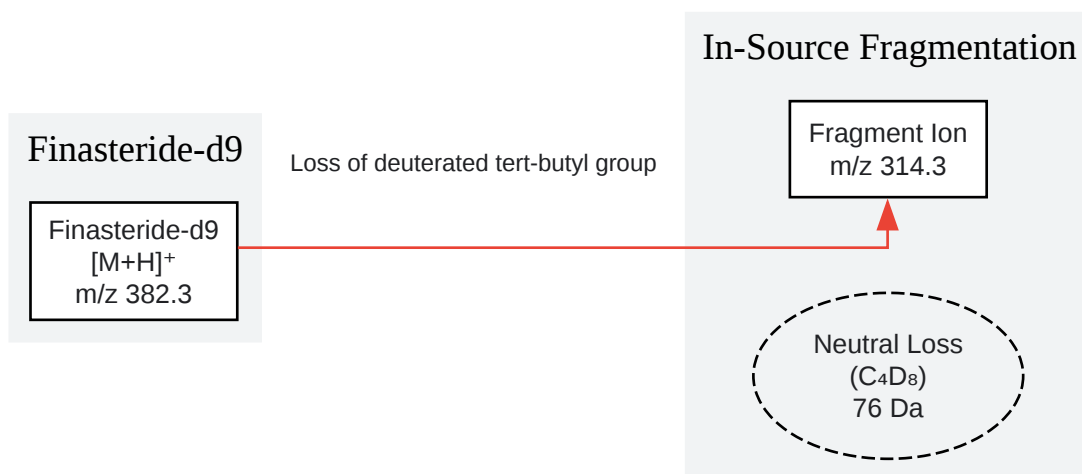 Finasteride-d9
Finasteride-d9
[M+H]⁺
m/z 382.3
Loss of deuterated tert-butyl group
In-Source Fragmentation
Fragment Ion
m/z 314.3
Neutral Loss
(C₄D₈)
76 Da